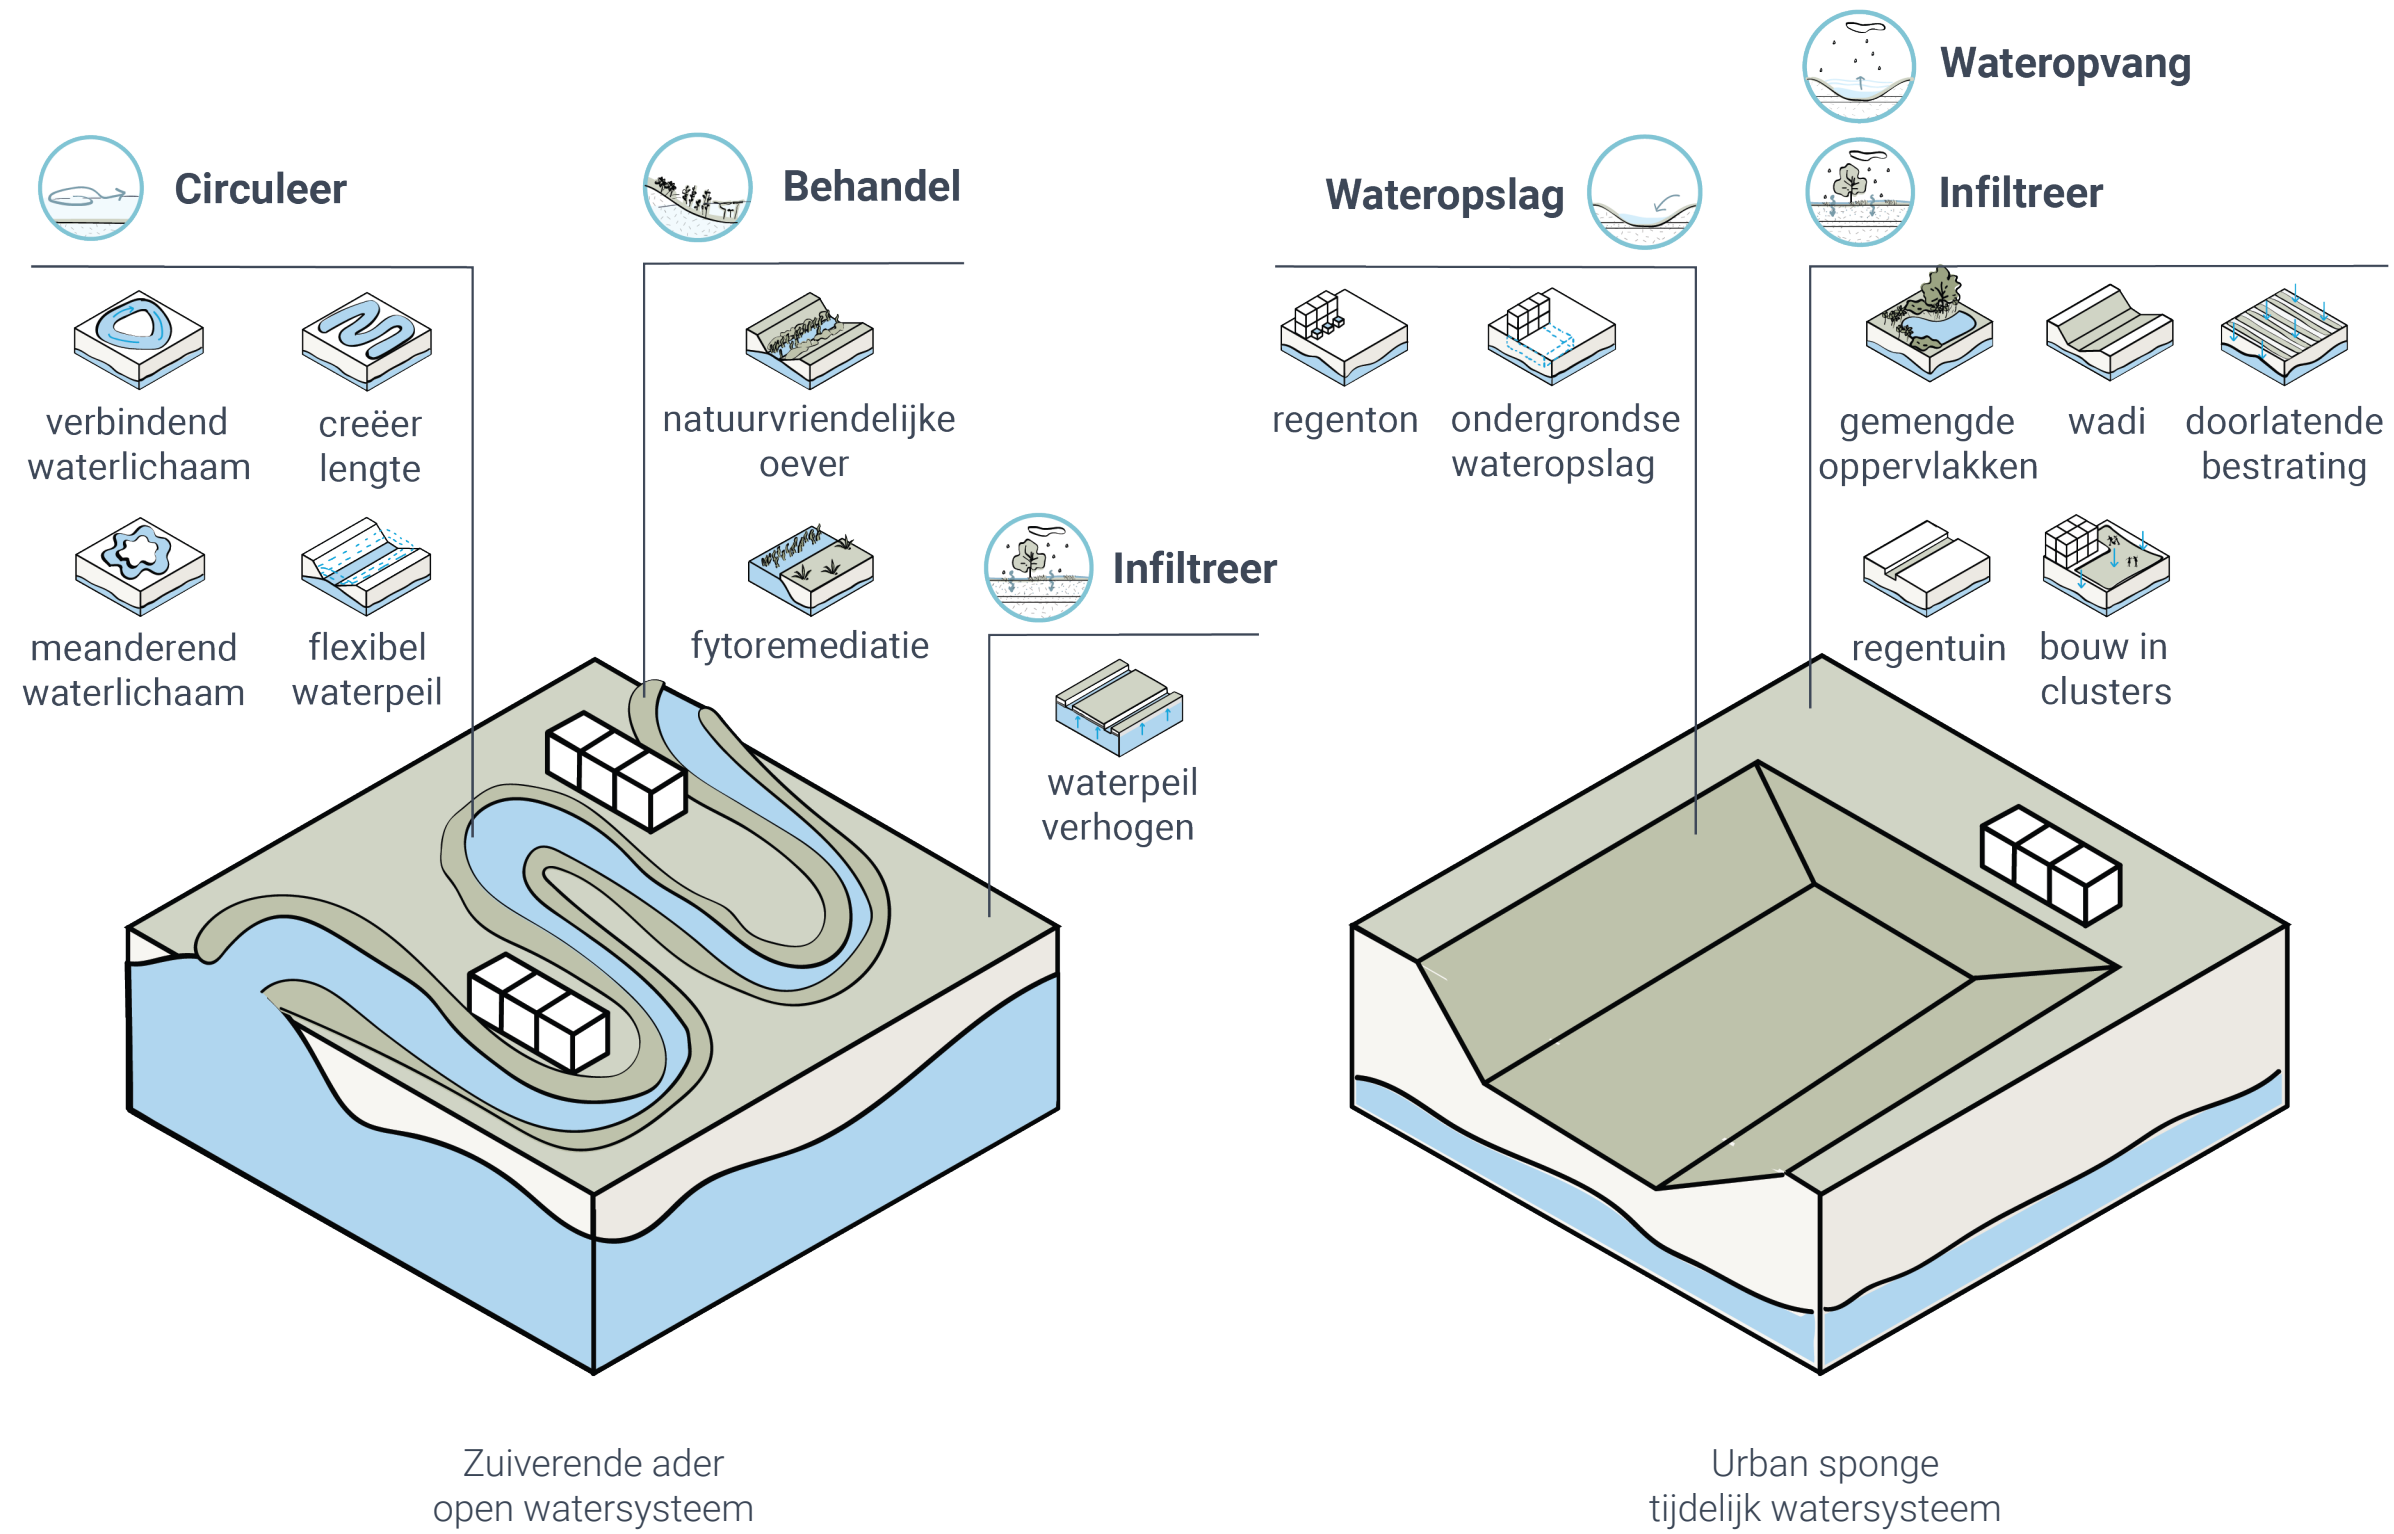 Circuleer
verbindend
waterlichaam
creëer
lengte
meanderend
waterlichaam
flexibel
waterpeil
Behandel
natuurvriendelijke
oever
fytoremediatie
Infiltreer
waterpeil
verhogen
Zuiverende ader
open watersysteem
Wateropslag
regenton
ondergrondse
wateropslag
Wateropvang
Infiltreer
gemengde
oppervlakken
wadi
doorlatende
bestrating
regentuin
bouw in
clusters
Urban sponge
tijdelijk watersysteem